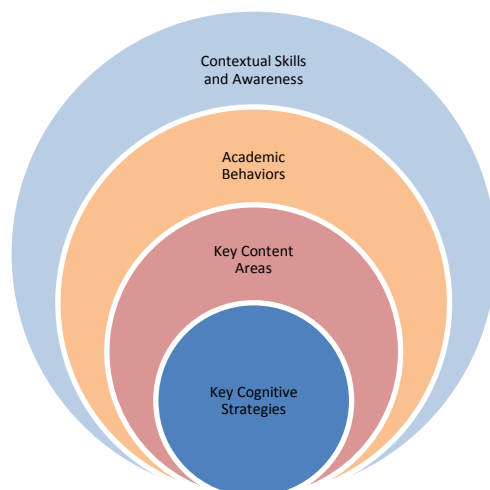 Contextual Skills
and Awareness
Academic
Behaviors
Key Content
Areas
Key Cognitive
Strategies